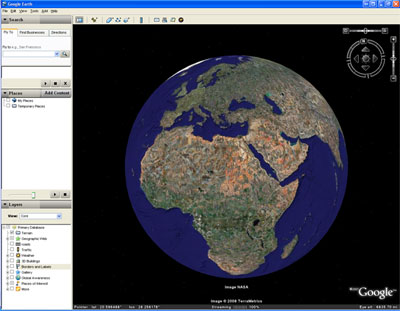 Google Earth
File Edit View Tools Add Help
Search
Fly To Find Businesses Directions
Fly to e.g., San Francisco
Places Add Content
My Places
Temporary Places
Layers
View: Core
Primary Database
Terrain
Geographic Web
roads
Traffic
Weather
3D Buildings
Borders and Labels
Gallery
Global Awareness
Places of Interest
More
N
Image NASA
Image © 2008 TerraMetrics
Google
Streaming 100%